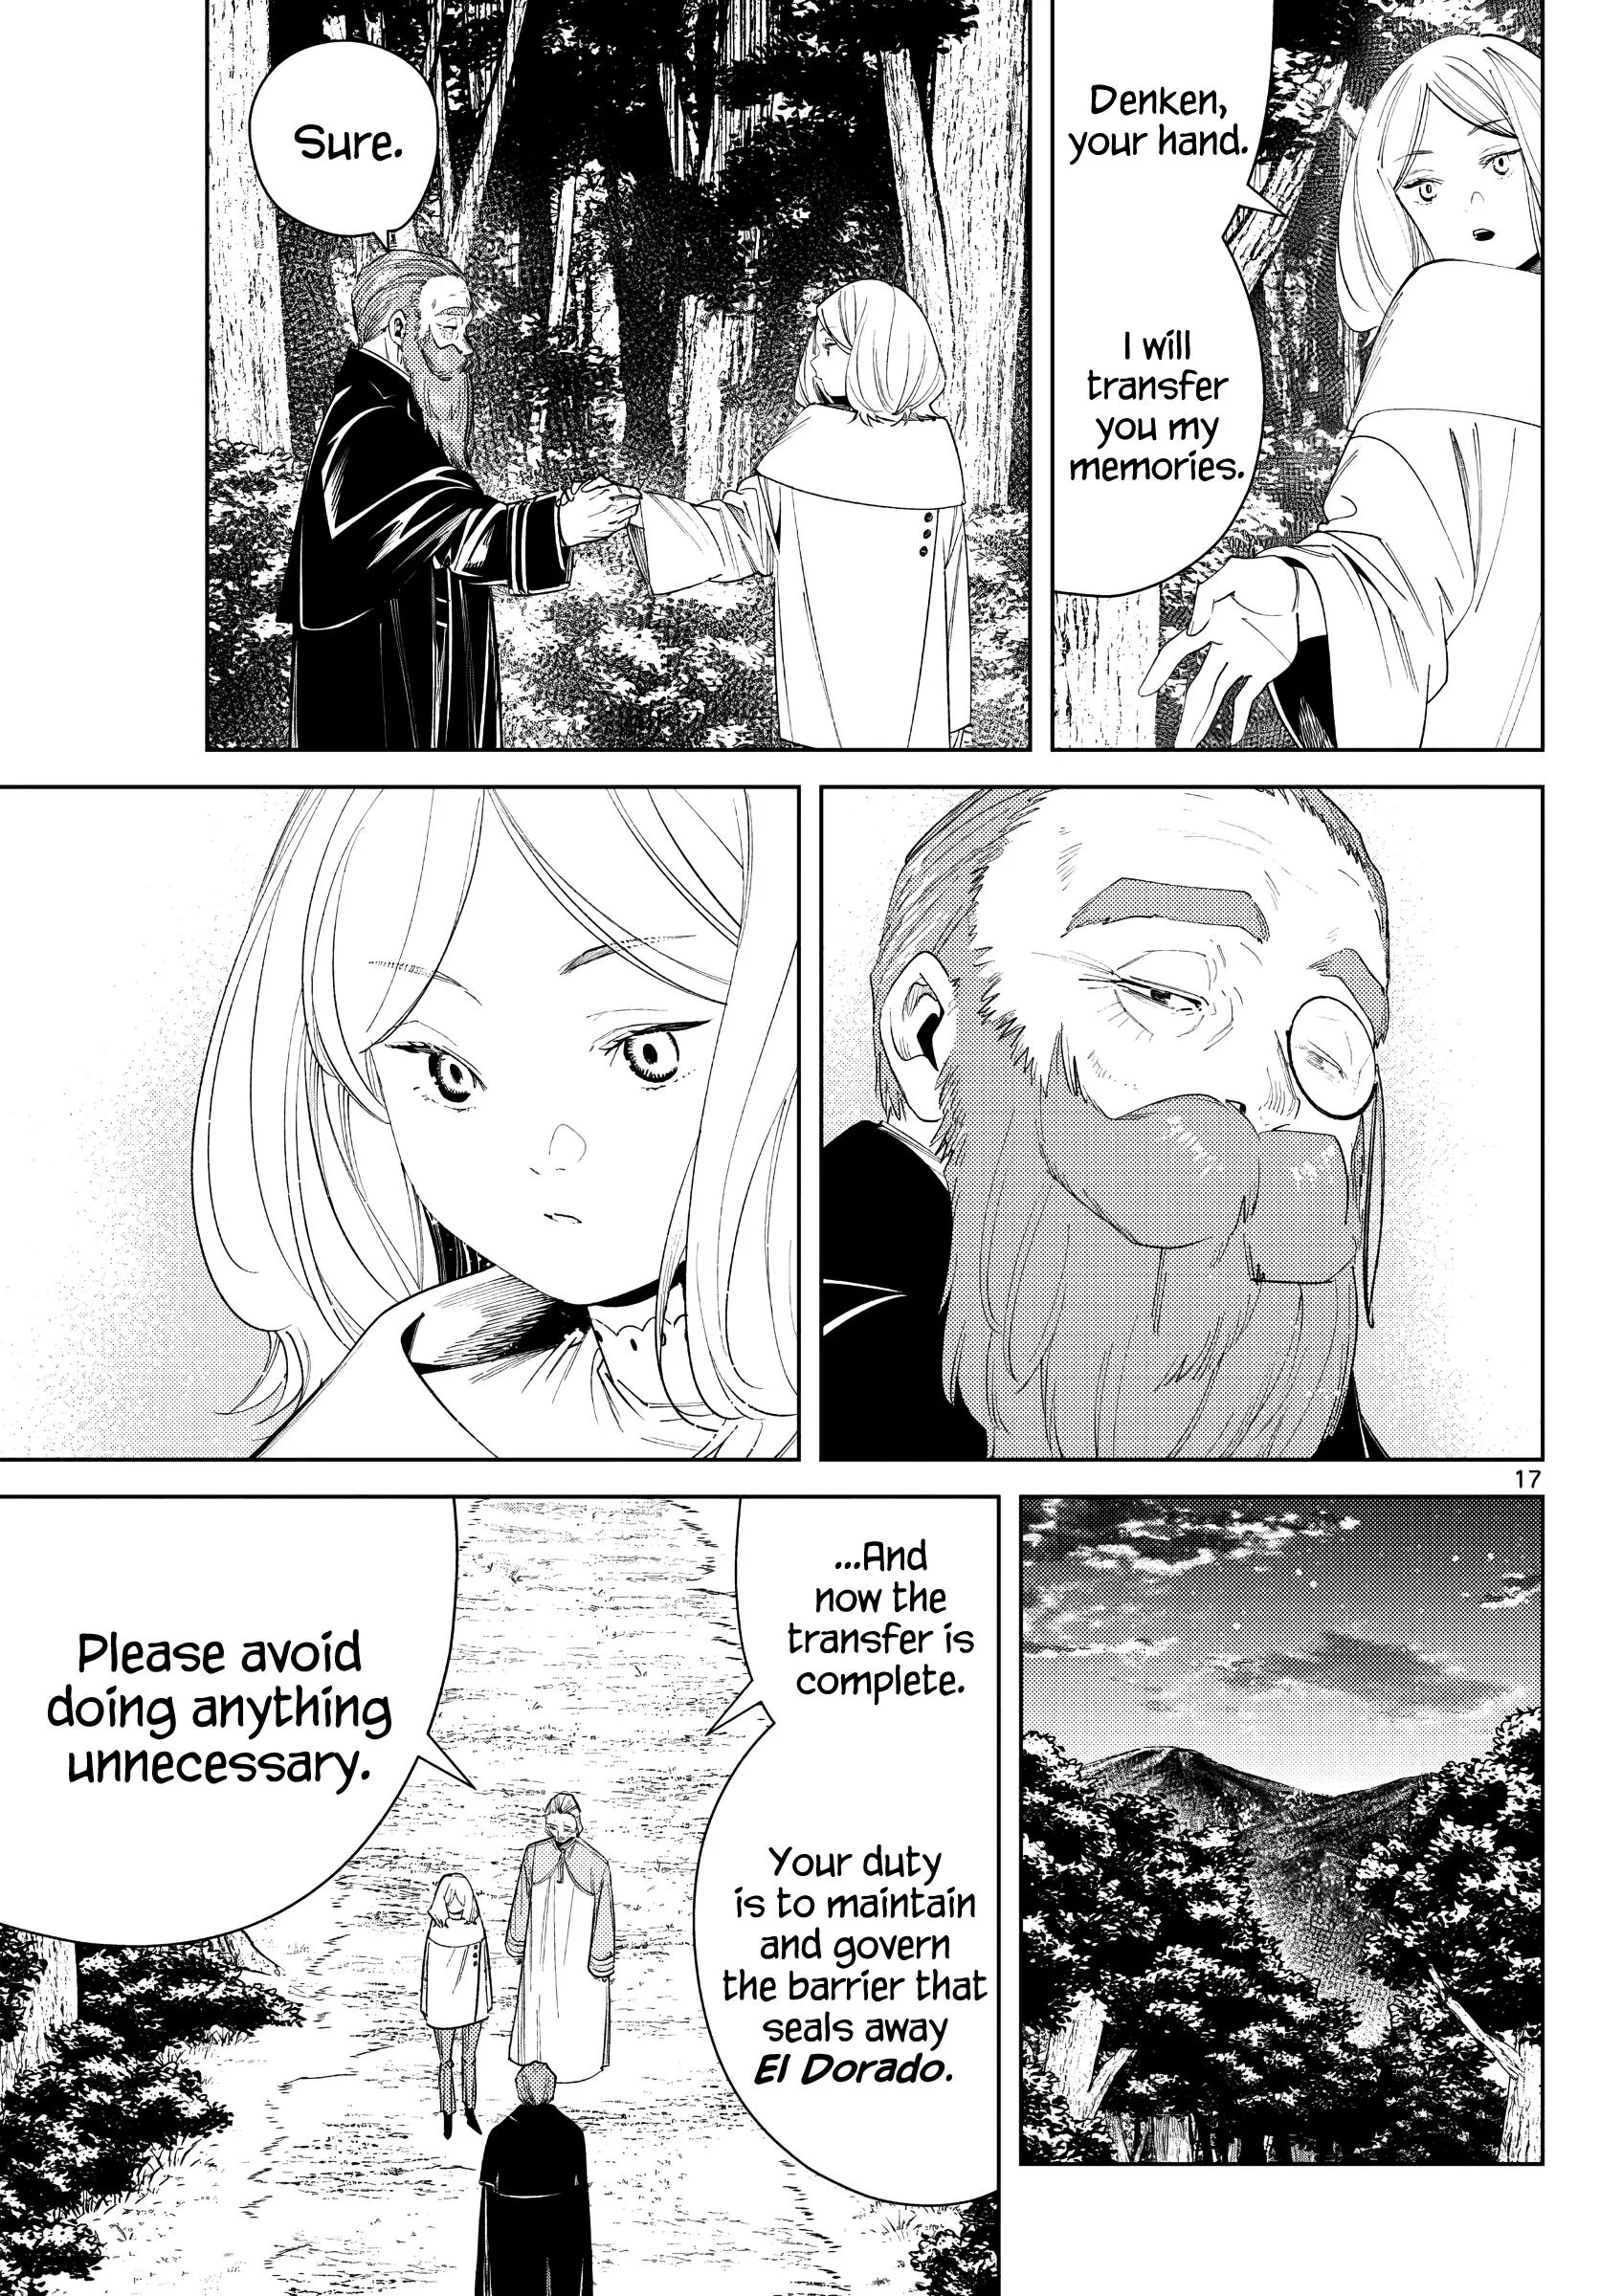 Denken,
your hand.
I will
transfer
you my
memories.
Sure.
17
...And
now the
transfer is
complete.
Your duty
is to maintain
and govern
the barrier that
seals away
El Dorado.
Please avoid
doing anything
unnecessary.